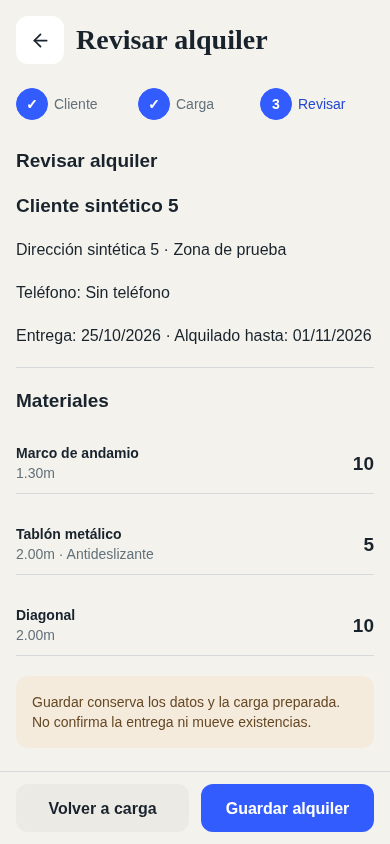 Revisar alquiler
✓ Cliente ✓ Carga 3 Revisar
Revisar alquiler
Cliente sintético 5
Dirección sintética 5 · Zona de prueba
Teléfono: Sin teléfono
Entrega: 25/10/2026 · Alquilado hasta: 01/11/2026
Materiales
Marco de andamio
1.30m
10
Tablón metálico
2.00m · Antideslizante
5
Diagonal
2.00m
10
Guardar conserva los datos y la carga preparada.
No confirma la entrega ni mueve existencias.
Volver a carga Guardar alquiler